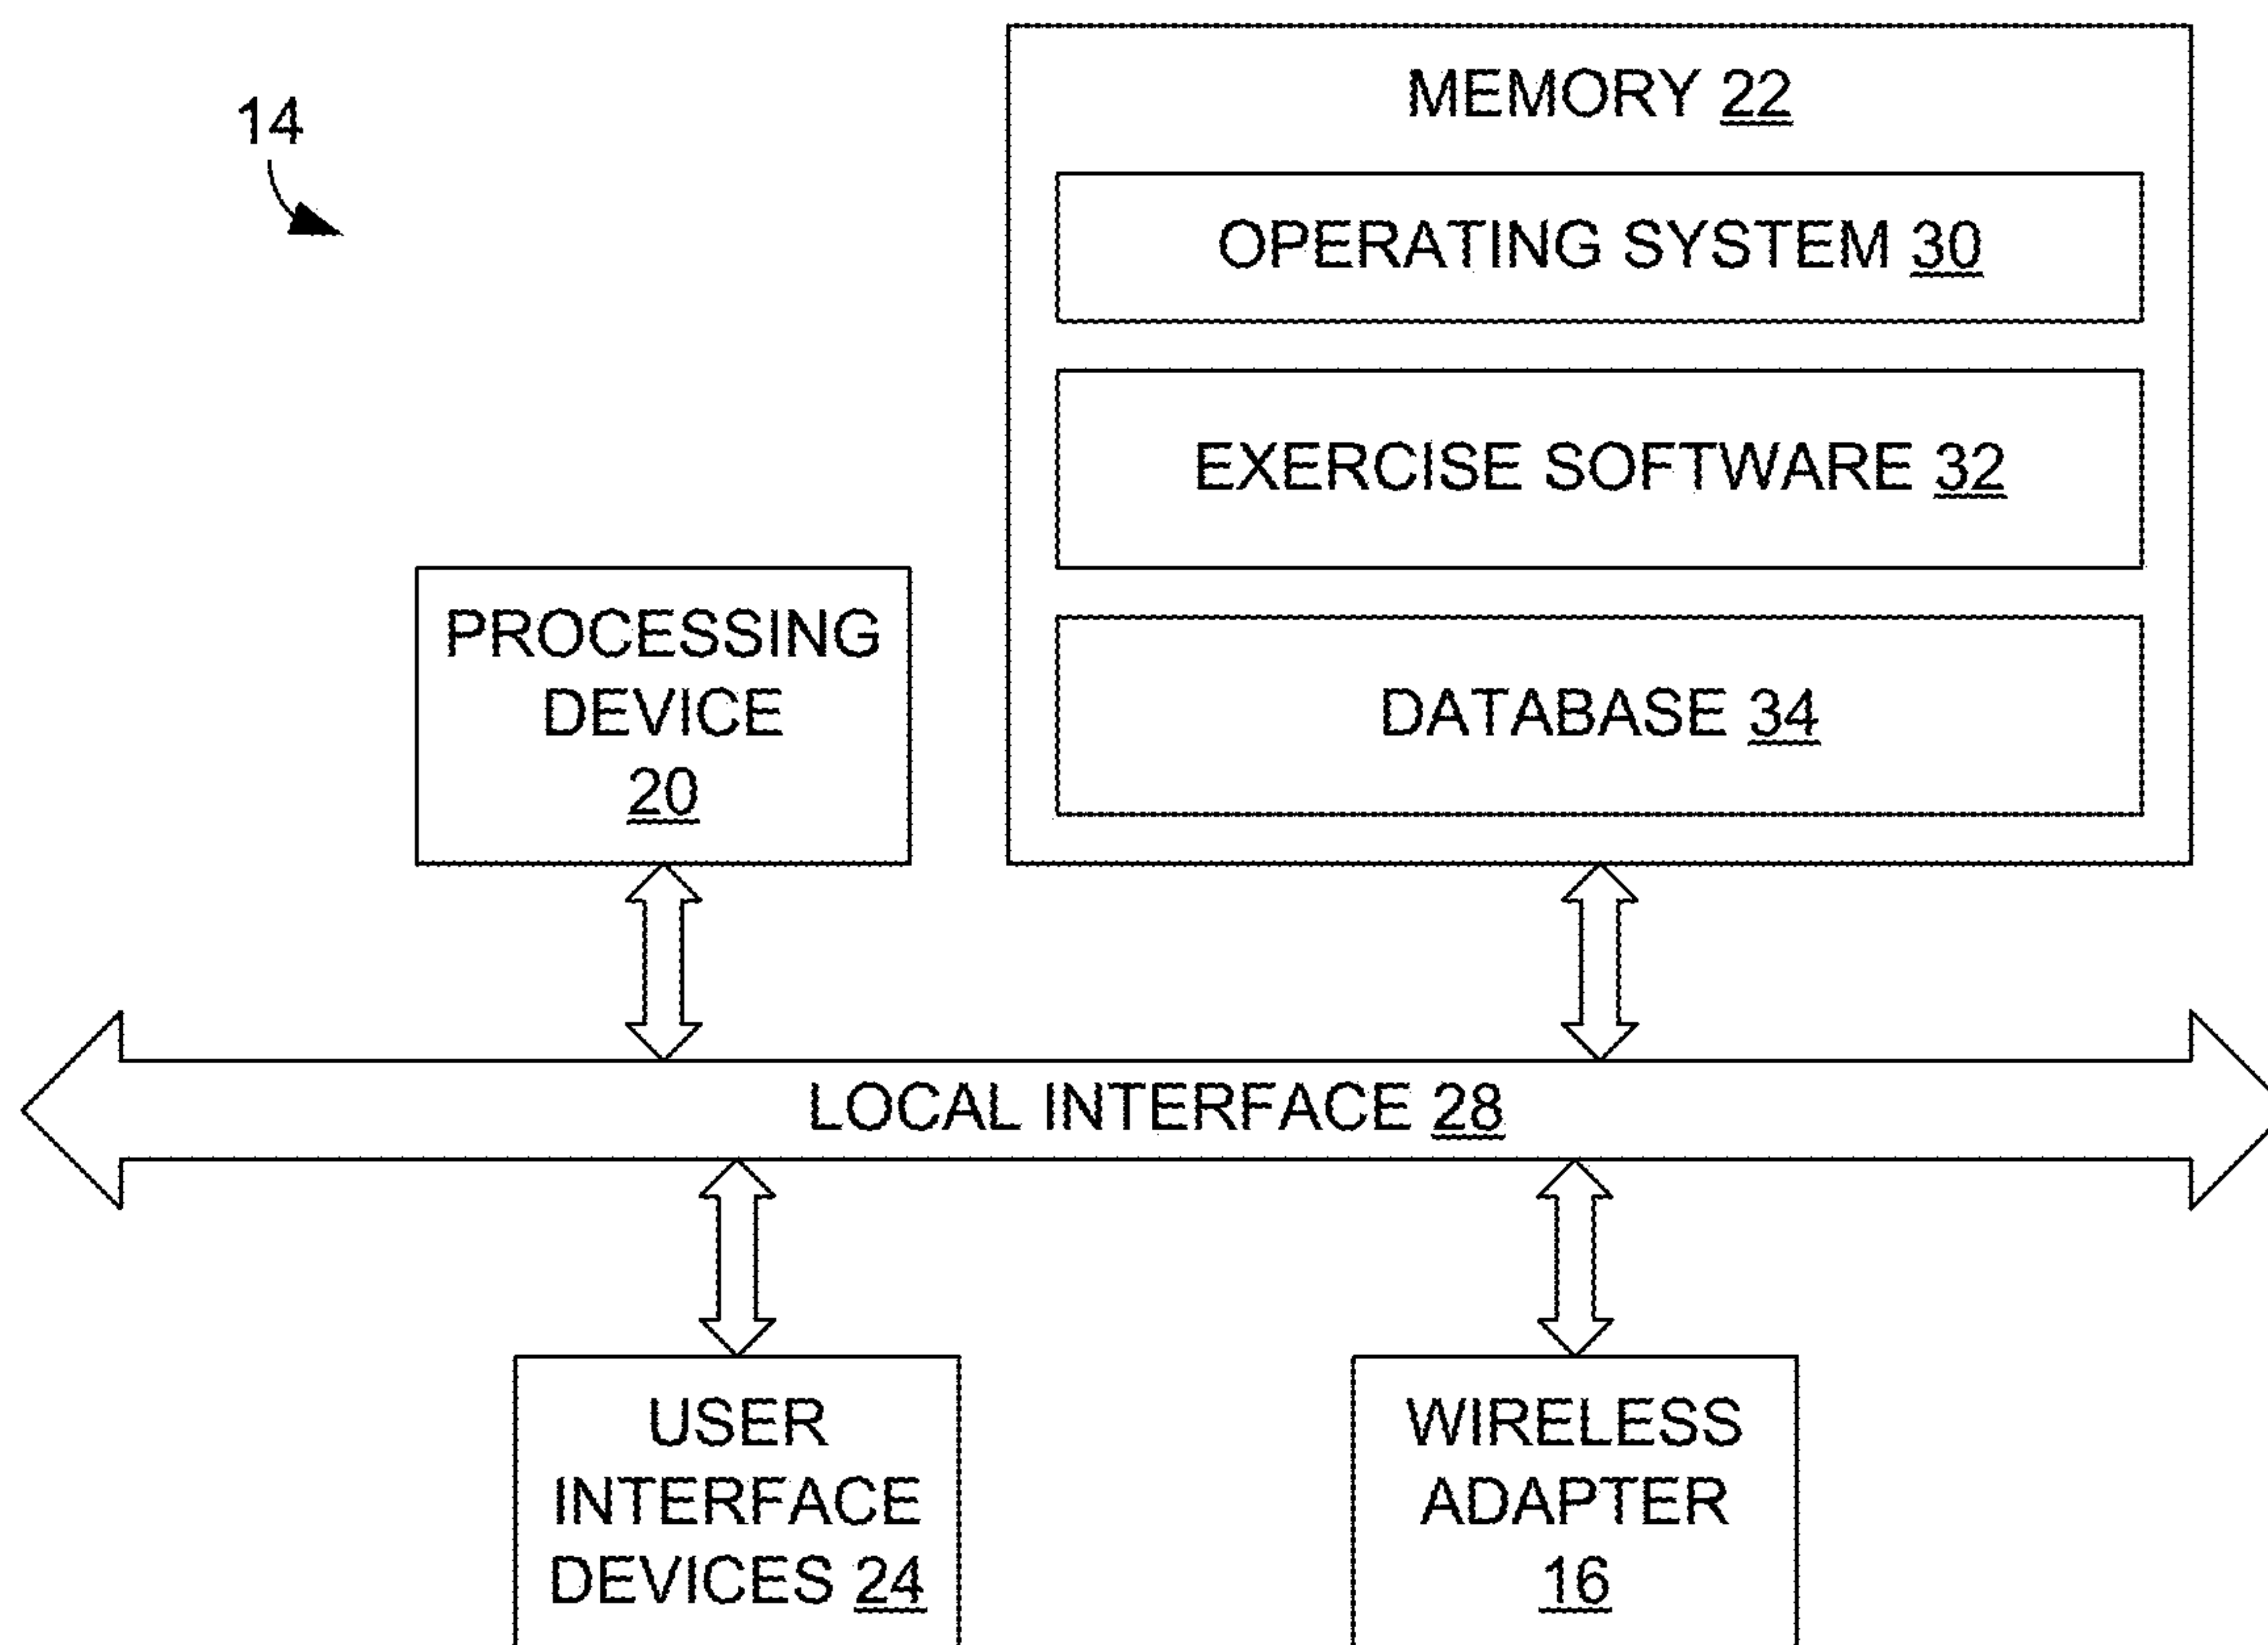 14
MEMORY 22
OPERATING SYSTEM 30
EXERCISE SOFTWARE 32
DATABASE 34
PROCESSING
DEVICE
20
LOCAL INTERFACE 28
USER
INTERFACE
DEVICES 24
WIRELESS
ADAPTER
16